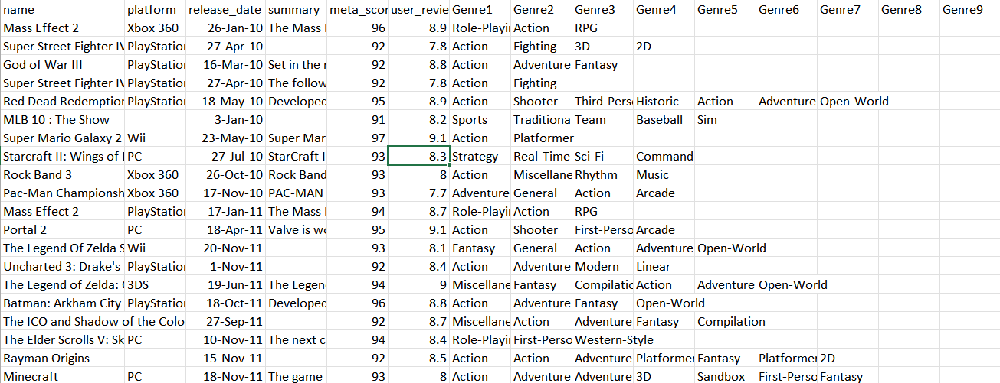 name platform release_date summary meta_scor user_revie Genre1 Genre2 Genre3 Genre4 Genre5 Genre6 Genre7 Genre8 Genre9
Mass Effect 2 Xbox 360 26-Jan-10 The Mass 96 8.9 Role-Playin Action RPG
Super Street Fighter IV PlayStation 27-Apr-10 92 7.8 Action Fighting 3D 2D
God of War III PlayStation 16-Mar-10 Set in the r 92 8.8 Action Adventure Fantasy
Super Street Fighter IV PlayStation 27-Apr-10 The follow 92 7.8 Action Fighting
Red Dead Redemption PlayStation 18-May-10 Developed 95 8.9 Action Shooter Third-Pers Historic Action Adventure Open-World
MLB 10 : The Show 3-Jan-10 91 8.2 Sports Traditiona Team Baseball Sim
Super Mario Galaxy 2 Wii 23-May-10 Super Mar 97 9.1 Action Platformer
Starcraft II: Wings of PC 27-Jul-10 StarCraft I 93 8.3 Strategy Real-Time Sci-Fi Command
Rock Band 3 Xbox 360 26-Oct-10 Rock Band 93 8 Action Miscellane Rhythm Music
Pac-Man Championsh Xbox 360 17-Nov-10 PAC-MAN 93 7.7 Adventure General Action Arcade
Mass Effect 2 PlayStation 17-Jan-11 The Mass 94 8.7 Role-Playin Action RPG
Portal 2 PC 18-Apr-11 Valve is wo 95 9.1 Action Shooter First-Perso Arcade
The Legend Of Zelda S Wii 20-Nov-11 93 8.1 Fantasy General Action Adventure Open-World
Uncharted 3: Drake's PlayStation 1-Nov-11 92 8.4 Action Adventure Modern Linear
The Legend of Zelda: 3DS 19-Jun-11 The Legen 94 9 Miscellane Fantasy Compilatio Action Adventure Open-World
Batman: Arkham City PlayStation 18-Oct-11 Developed 96 8.8 Action Adventure Fantasy Open-World
The ICO and Shadow of the Colo 27-Sep-11 92 8.7 Miscellane Action Adventure Fantasy Compilation
The Elder Scrolls V: Sk PC 10-Nov-11 The next c 94 8.4 Role-Playin First-Perso Western-Style
Rayman Origins 15-Nov-11 92 8.5 Action Action Adventure Platformer Fantasy Platformer 2D
Minecraft PC 18-Nov-11 The game 93 8 Action Adventure Adventure 3D Sandbox First-Perso Fantasy